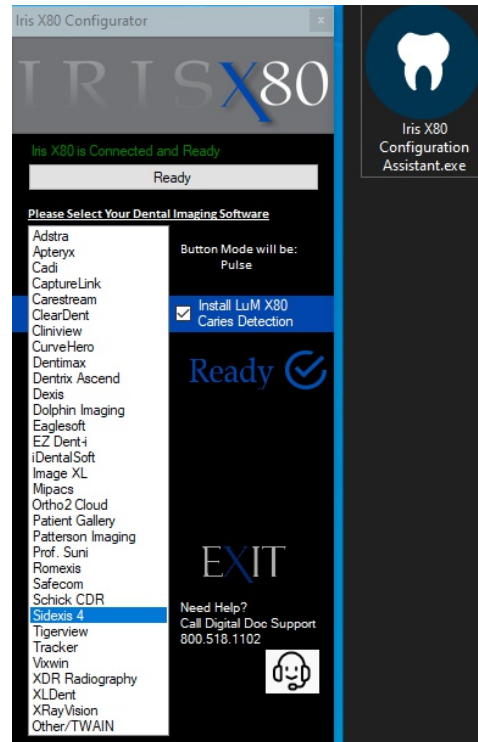 Iris X80 Configurator
x
IRISX80
Iris X80 is Connected and Ready
Ready
Please Select Your Dental Imaging Software
Adstra
Apteryx
Cadi
CaptureLink
Carestream
ClearDent
Cliniview
CurveHero
Dentimax
Dentrix Ascend
Dexis
Dolphin Imaging
Eaglesoft
EZ Dent-i
iDentalSoft
Image XL
Mipacs
Ortho2 Cloud
Patient Gallery
Patterson Imaging
Prof. Suni
Romexis
Safecom
Schick CDR
Sidexis 4
Tigerview
Tracker
Vixwin
XDR Radiography
XLDent
XRayVision
Other/TWAIN
Button Mode will be:
Pulse
Install LuM X80
Caries Detection
Ready
EXIT
Need Help?
Call Digital Doc Support
800.518.1102
Iris X80
Configuration
Assistant.exe